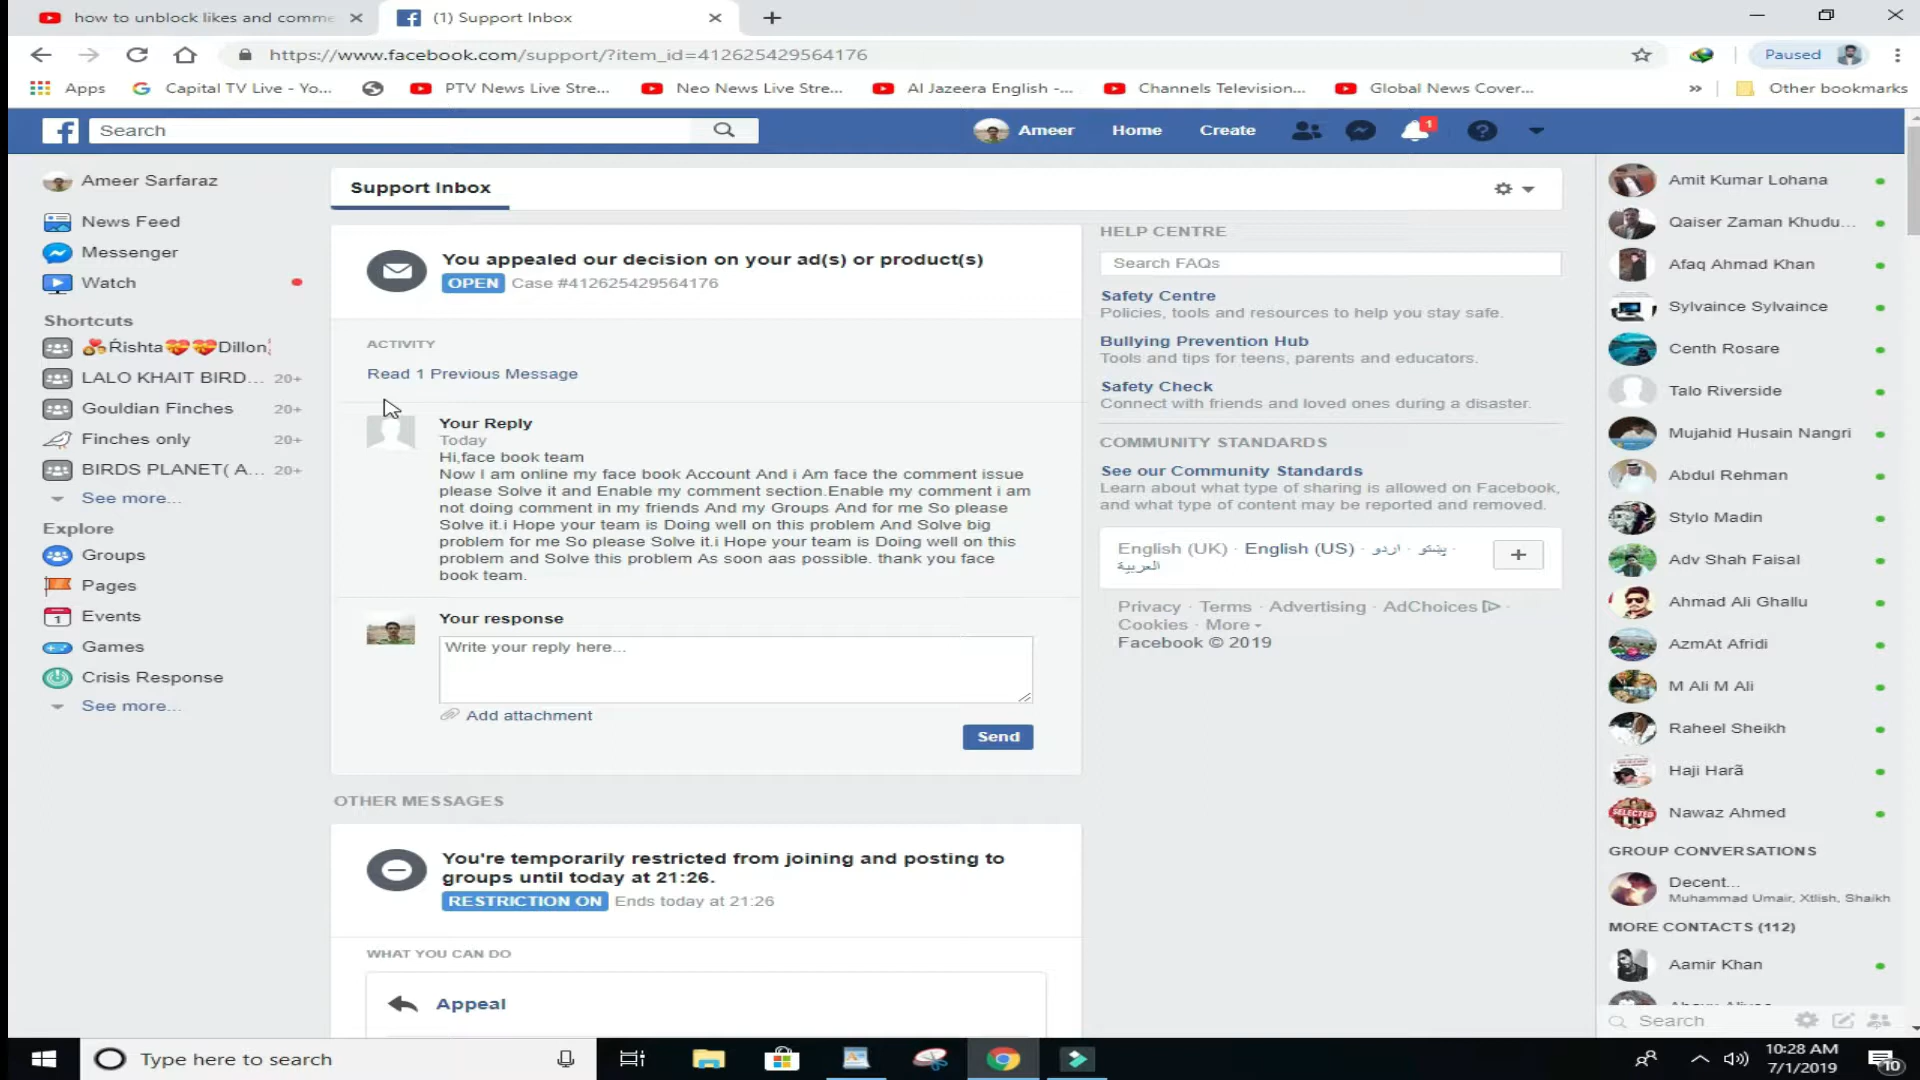 how to unblock likes and comme
(1) Support Inbox
https://www.facebook.com/support/?item_id=412625429564176
Paused
Apps
Capital TV Live - Yo...
PTV News Live Stre...
Neo News Live Stre...
Al Jazeera English -...
Channels Television...
Global News Cover...
Other bookmarks
Search
Ameer
Home
Create
1
Ameer Sarfaraz
News Feed
Messenger
Watch
Shortcuts
Ŕishta💝💝Dillon
LALO KHAIT BIRD... 20+
Gouldian Finches 20+
Finches only 20+
BIRDS PLANET( A... 20+
See more...
Explore
Groups
Pages
Events
Games
Crisis Response
See more...
Support Inbox
You appealed our decision on your ad(s) or product(s)
OPEN Case #412625429564176
ACTIVITY
Read 1 Previous Message
Your Reply
Today
Hi,face book team
Now I am online my face book Account And i Am face the comment issue
please Solve it and Enable my comment section.Enable my comment i am
not doing comment in my friends And my Groups And for me So please
Solve it.i Hope your team is Doing well on this problem And Solve big
problem for me So please Solve it.i Hope your team is Doing well on this
problem and Solve this problem As soon aas possible. thank you face
book team.
Your response
Write your reply here...
Add attachment
Send
OTHER MESSAGES
You're temporarily restricted from joining and posting to
groups until today at 21:26.
RESTRICTION ON Ends today at 21:26
WHAT YOU CAN DO
Appeal
HELP CENTRE
Search FAQs
Safety Centre
Policies, tools and resources to help you stay safe.
Bullying Prevention Hub
Tools and tips for teens, parents and educators.
Safety Check
Connect with friends and loved ones during a disaster.
COMMUNITY STANDARDS
See our Community Standards
Learn about what type of sharing is allowed on Facebook,
and what type of content may be reported and removed.
English (UK) · English (US) · اردو · پښتو ·
العربية
Privacy · Terms · Advertising · AdChoices ·
Cookies · More
Facebook © 2019
Amit Kumar Lohana
Qaiser Zaman Khudu...
Afaq Ahmad Khan
Sylvaince Sylvaince
Centh Rosare
Talo Riverside
Mujahid Husain Nangri
Abdul Rehman
Stylo Madin
Adv Shah Faisal
Ahmad Ali Ghallu
AzmAt Afridi
M Ali M Ali
Raheel Sheikh
Haji Harã
Nawaz Ahmed
GROUP CONVERSATIONS
Decent...
Muhammad Umair, Xtlish, Shaikh
MORE CONTACTS (112)
Aamir Khan
Search
Type here to search
10:28 AM
7/1/2019
10